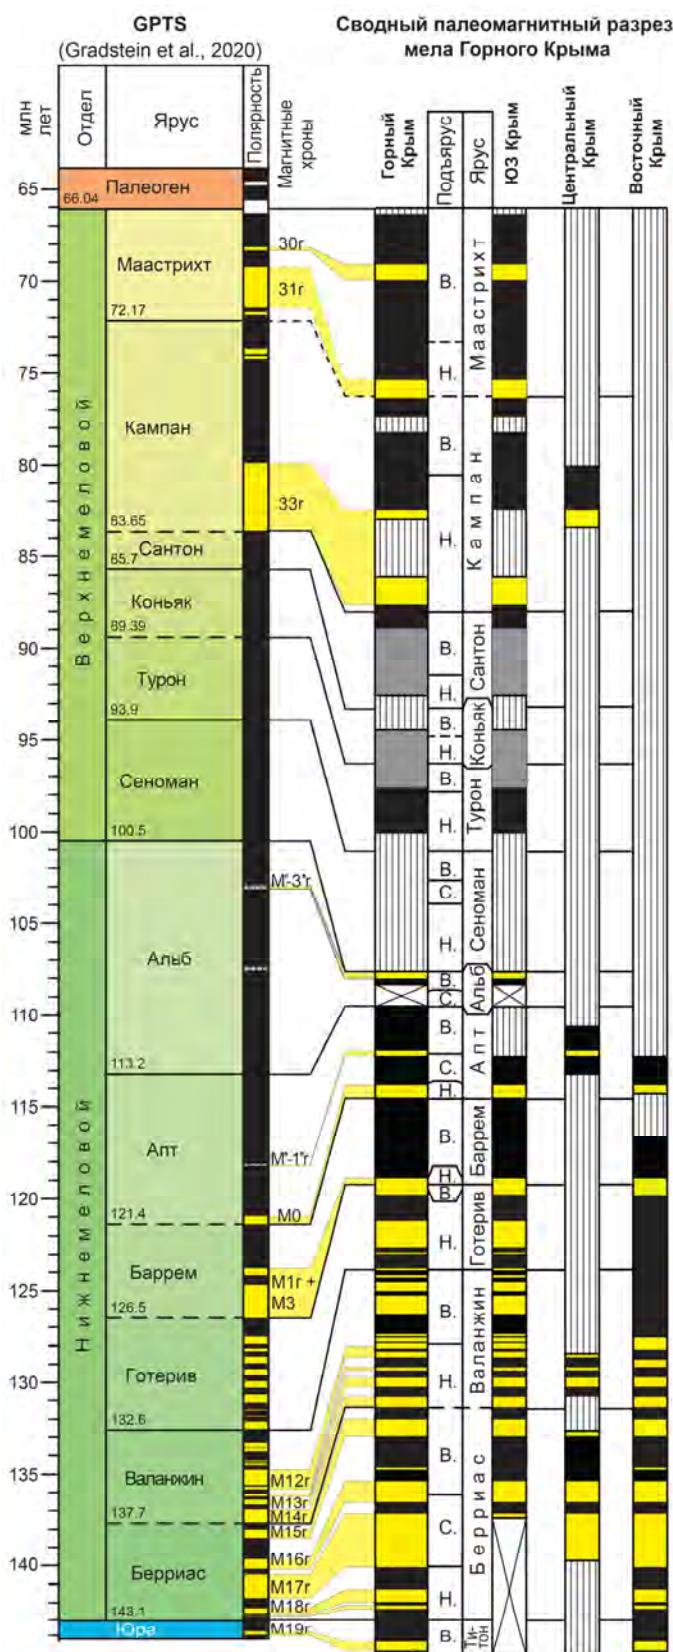 GPTS
(Gradstein et al., 2020)
Сводный палеомагнитный разрез
мела Горного Крыма
млн
лет
Отдел
Ярус
Полярность
Магнитные
хроны
Горный
Крым
Подъярус
Ярус
ЮЗ Крым
Центральный
Крым
Восточный
Крым
65
70
75
80
85
90
95
100
105
110
115
120
125
130
135
140
Верхнемеловой
Нижнемеловой
Палеоген
66.04
Маастрихт
72.17
Кампан
63.65
Сантон
65.7
Коньяк
89.39
Турон
93.9
Сеноман
100.5
Альб
113.2
Апт
121.4
Баррем
126.5
Готерив
132.6
Валанжин
137.7
Берриас
143.1
Юра
30r
31r
33r
M"-3"r
M"-1"r
M0
M1r +
M3
M12r
M13r
M14r
M15r
M16r
M17r
M18r
M19r
В.
Н.
В.
Н.
В.
Н.
В.
Н.
В.
Н.
В.
С.
Н.
В.
С.
В.
С.
Н.
В.
Н.
В.
Н.
В.
Н.
В.
С.
Н.
В.
Маастрихт
Кампан
Сантон
Коньяк
Турон
Сеноман
Альб
Апт
Баррем
Готерив
Валанжин
Берриас
Ти-
тон